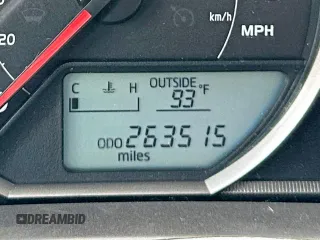 km/h
MPH
20
C H OUTSIDE °F
93
ODO 263515
miles
DREAMBID